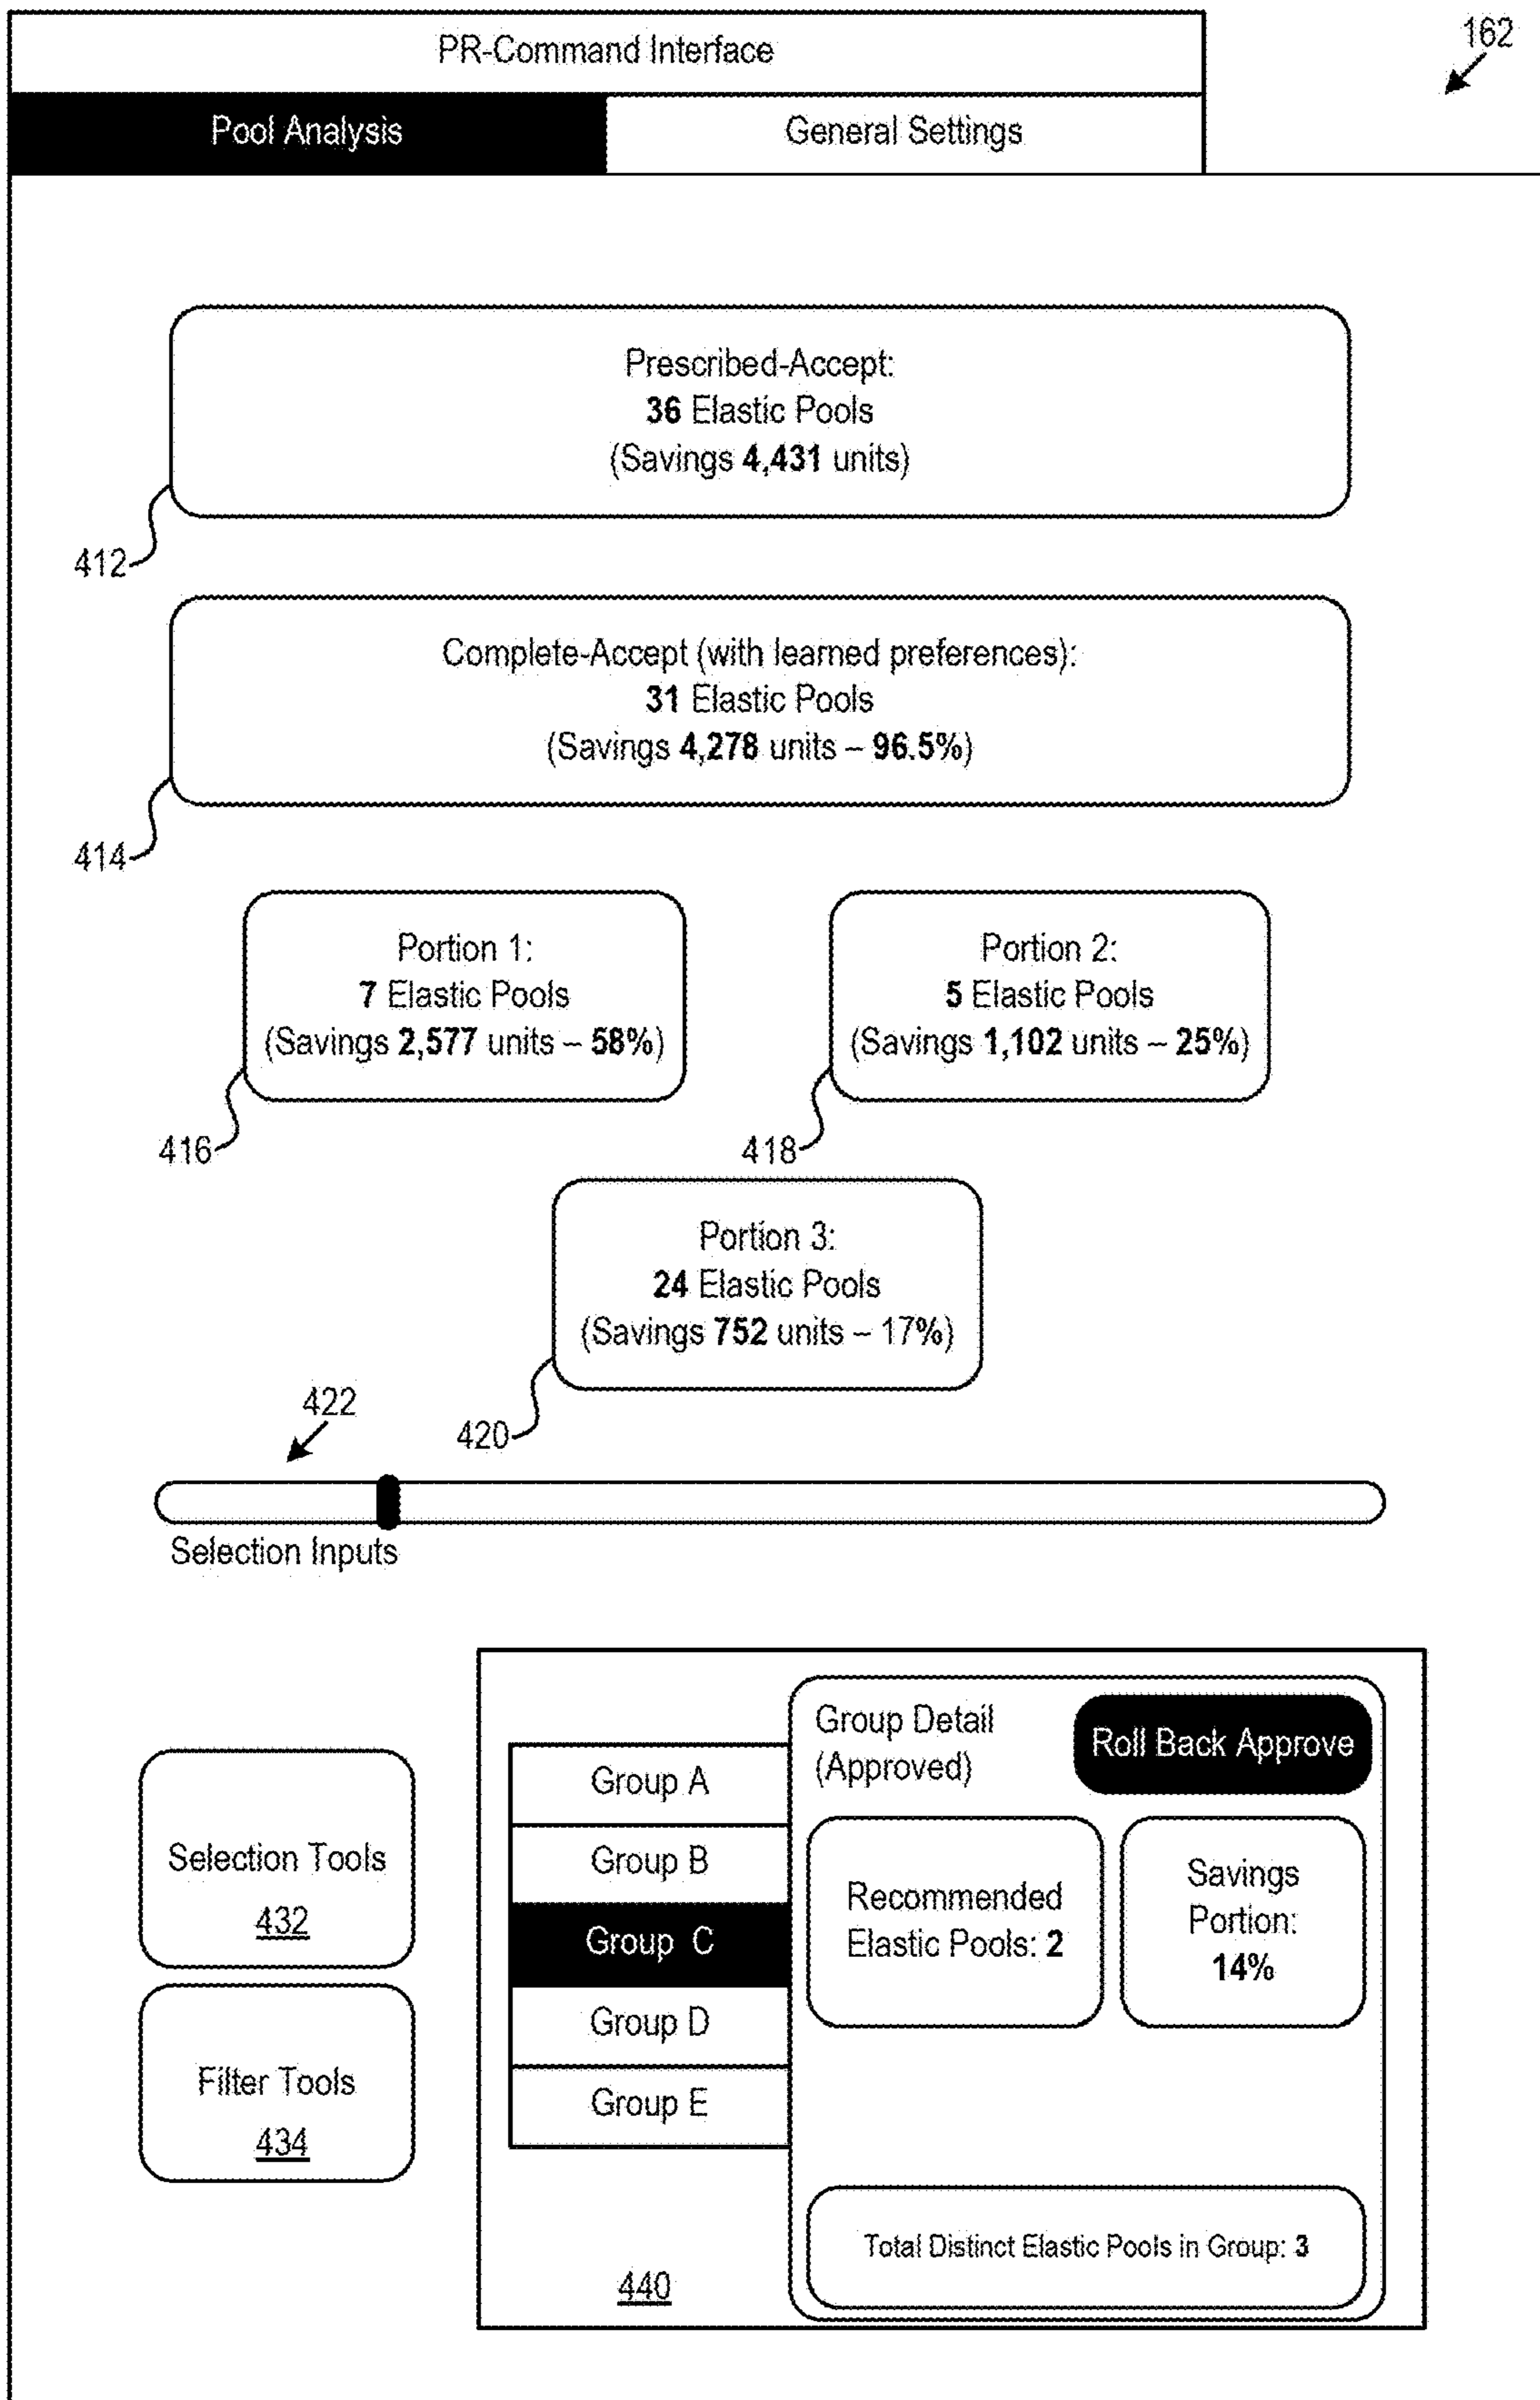 PR-Command Interface
162
Pool Analysis
General Settings
Prescribed-Accept:
36 Elastic Pools
(Savings 4,431 units)
412
Complete-Accept (with learned preferences):
31 Elastic Pools
(Savings 4,278 units – 96.5%)
414
Portion 1:
7 Elastic Pools
(Savings 2,577 units – 58%)
416
Portion 2:
5 Elastic Pools
(Savings 1,102 units – 25%)
418
Portion 3:
24 Elastic Pools
(Savings 752 units – 17%)
420
422
Selection Inputs
Selection Tools
432
Filter Tools
434
Group A
Group B
Group C
Group D
Group E
Group Detail
(Approved)
Roll Back Approve
Recommended
Elastic Pools: 2
Savings
Portion:
14%
Total Distinct Elastic Pools in Group: 3
440